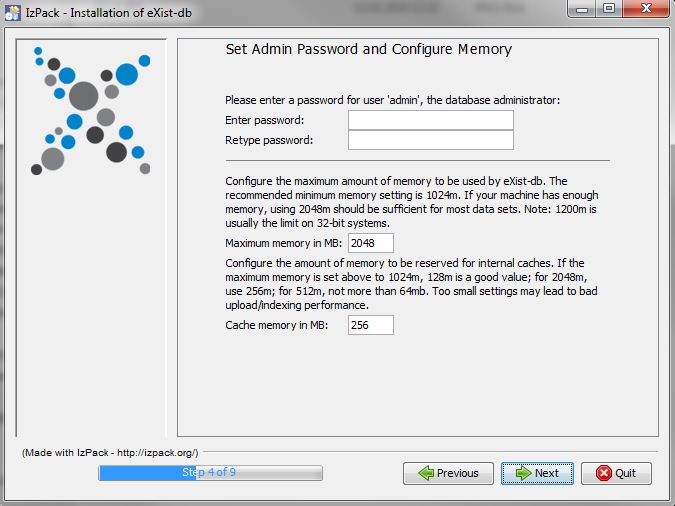 IzPack - Installation of eXist-db
Set Admin Password and Configure Memory
Please enter a password for user 'admin', the database administrator:
Enter password:
Retype password:
Configure the maximum amount of memory to be used by eXist-db. The
recommended minimum memory setting is 1024m. If your machine has enough
memory, using 2048m should be sufficient for most data sets. Note: 1200m is
usually the limit on 32-bit systems.
Maximum memory in MB: 2048
Configure the amount of memory to be reserved for internal caches. If the
maximum memory is set above to 1024m, 128m is a good value; for 2048m,
use 256m; for 512m, not more than 64mb. Too small settings may lead to bad
upload/indexing performance.
Cache memory in MB: 256
(Made with IzPack - http://izpack.org/)
Step 4 of 9
Previous
Next
Quit